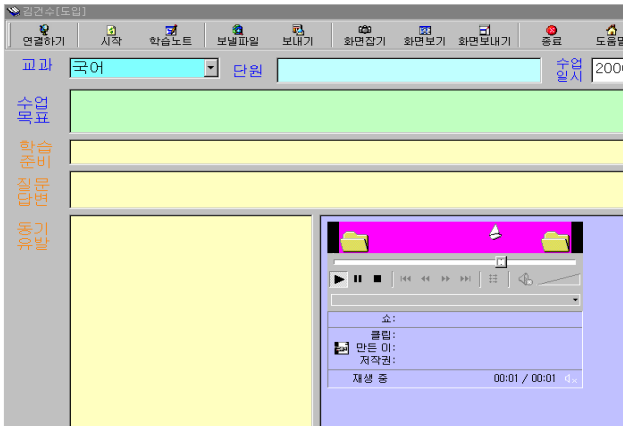 김건수[도입]
연결하기 시작 학습노트 보낼파일 보내기 화면잡기 화면보기 화면보내기 종료 도움말
교과 국어 단원 수업일시 200
수업
목표
학습
준비
질문
답변
동기
유발
쇼:
클립:
만든 이:
저작권:
재생 중 00:01 / 00:01